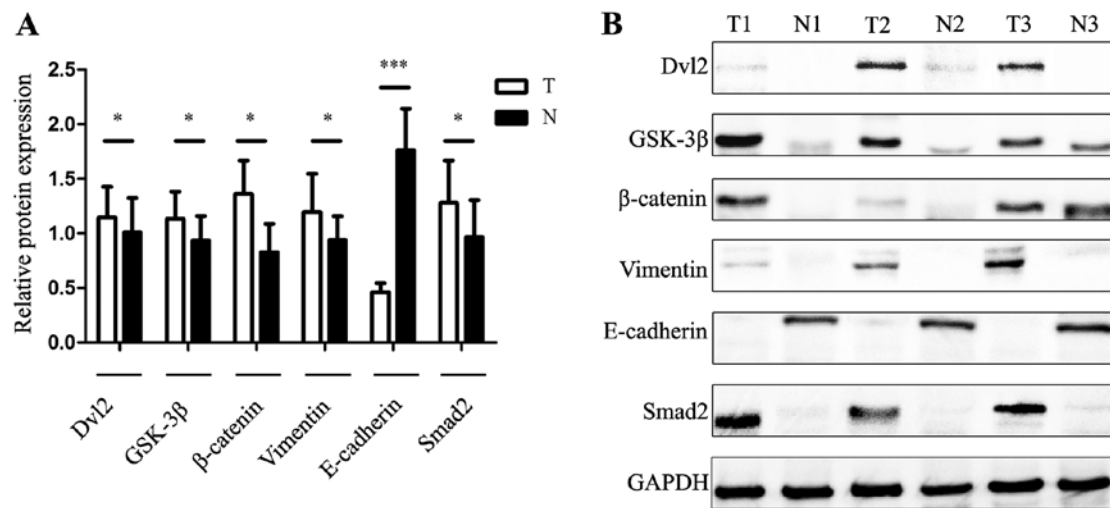 A
Relative protein expression
2.5
2.0
1.5
1.0
0.5
0.0
* * * * *** *
T
N
Dvl2
GSK-3β
β-catenin
Vimentin
E-cadherin
Smad2
B
T1 N1 T2 N2 T3 N3
Dvl2
GSK-3β
β-catenin
Vimentin
E-cadherin
Smad2
GAPDH